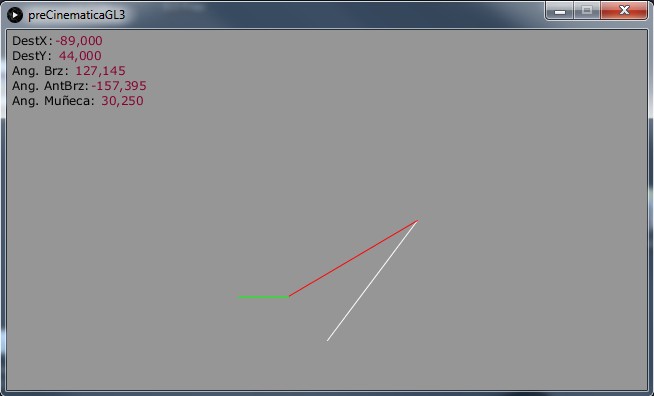 preCinematicaGL3
DestX: -89,000
DestY: 44,000
Ang. Brz: 127,145
Ang. AntBrz: -157,395
Ang. Muñeca: 30,250